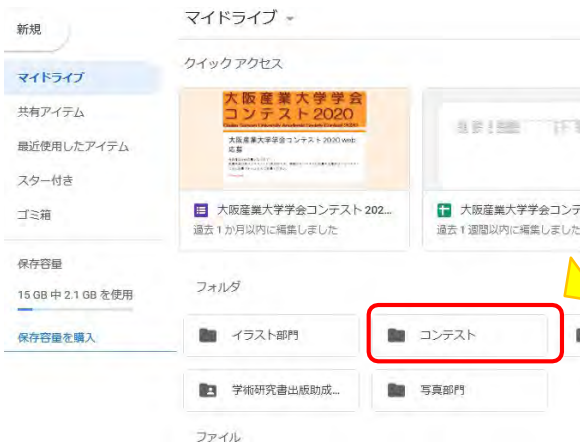 新規
マイドライブ
共有アイテム
最近使用したアイテム
スター付き
ゴミ箱
保存容量
15 GB 中 2.1 GB を使用
保存容量を購入
マイドライブ
クイック アクセス
大阪産業大学学会
コンテスト2020
大阪産業大学学会コンテスト2020 web
応募
大阪産業大学学会コンテスト 202...
過去 1 か月以内に編集しました
大阪産業大学学会コンテ
過去 1 週間以内に編集しました
フォルダ
イラスト部門
コンテスト
学術研究書出版助成...
写真部門
ファイル